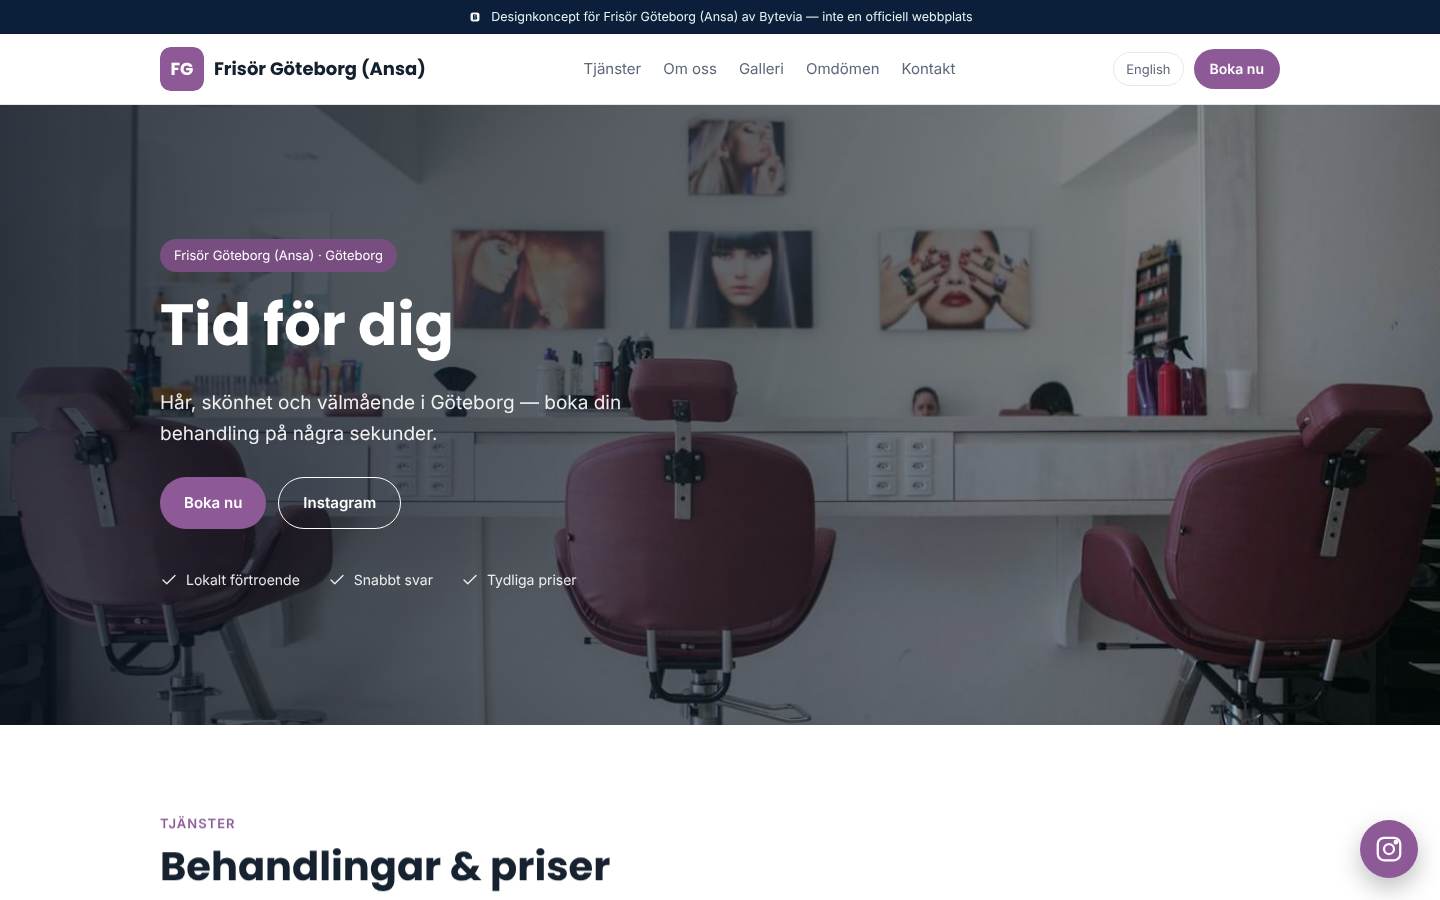 Designkoncept för Frisör Göteborg (Ansa) av Bytevia — inte en officiell webbplats
FG Frisör Göteborg (Ansa)
Tjänster Om oss Galleri Omdömen Kontakt
English Boka nu
Frisör Göteborg (Ansa) · Göteborg
Tid för dig
Hår, skönhet och välmående i Göteborg — boka din
behandling på några sekunder.
Boka nu Instagram
Lokalt förtroende Snabbt svar Tydliga priser
TJÄNSTER
Behandlingar & priser